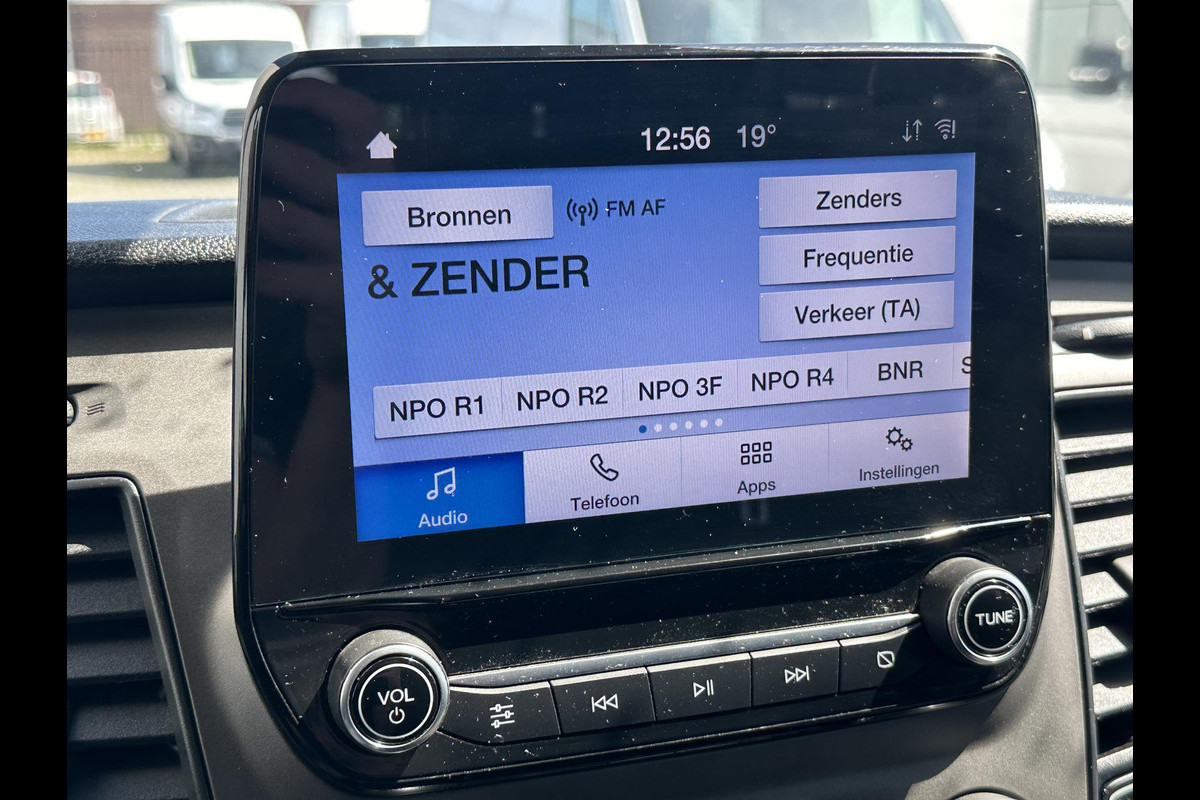 12:56 19°
Bronnen FM AF Zenders
& ZENDER Frequentie
Verkeer (TA)
NPO R1 NPO R2 NPO 3F NPO R4 BNR S
Audio Telefoon Apps Instellingen
TUNE
VOL